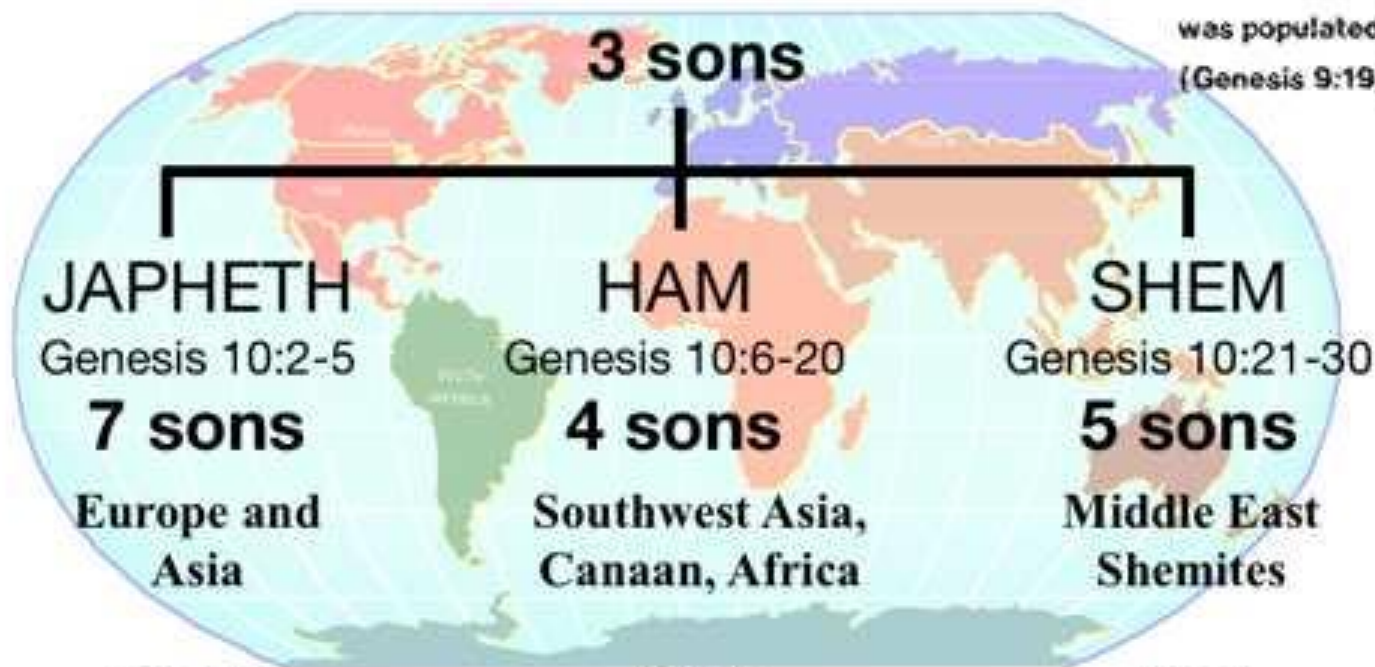 was populated
(Genesis 9:19
3 sons
JAPHETH
Genesis 10:2-5
7 sons
Europe and
Asia
HAM
Genesis 10:6-20
4 sons
Southwest Asia,
Canaan, Africa
SHEM
Genesis 10:21-30
5 sons
Middle East
Shemites